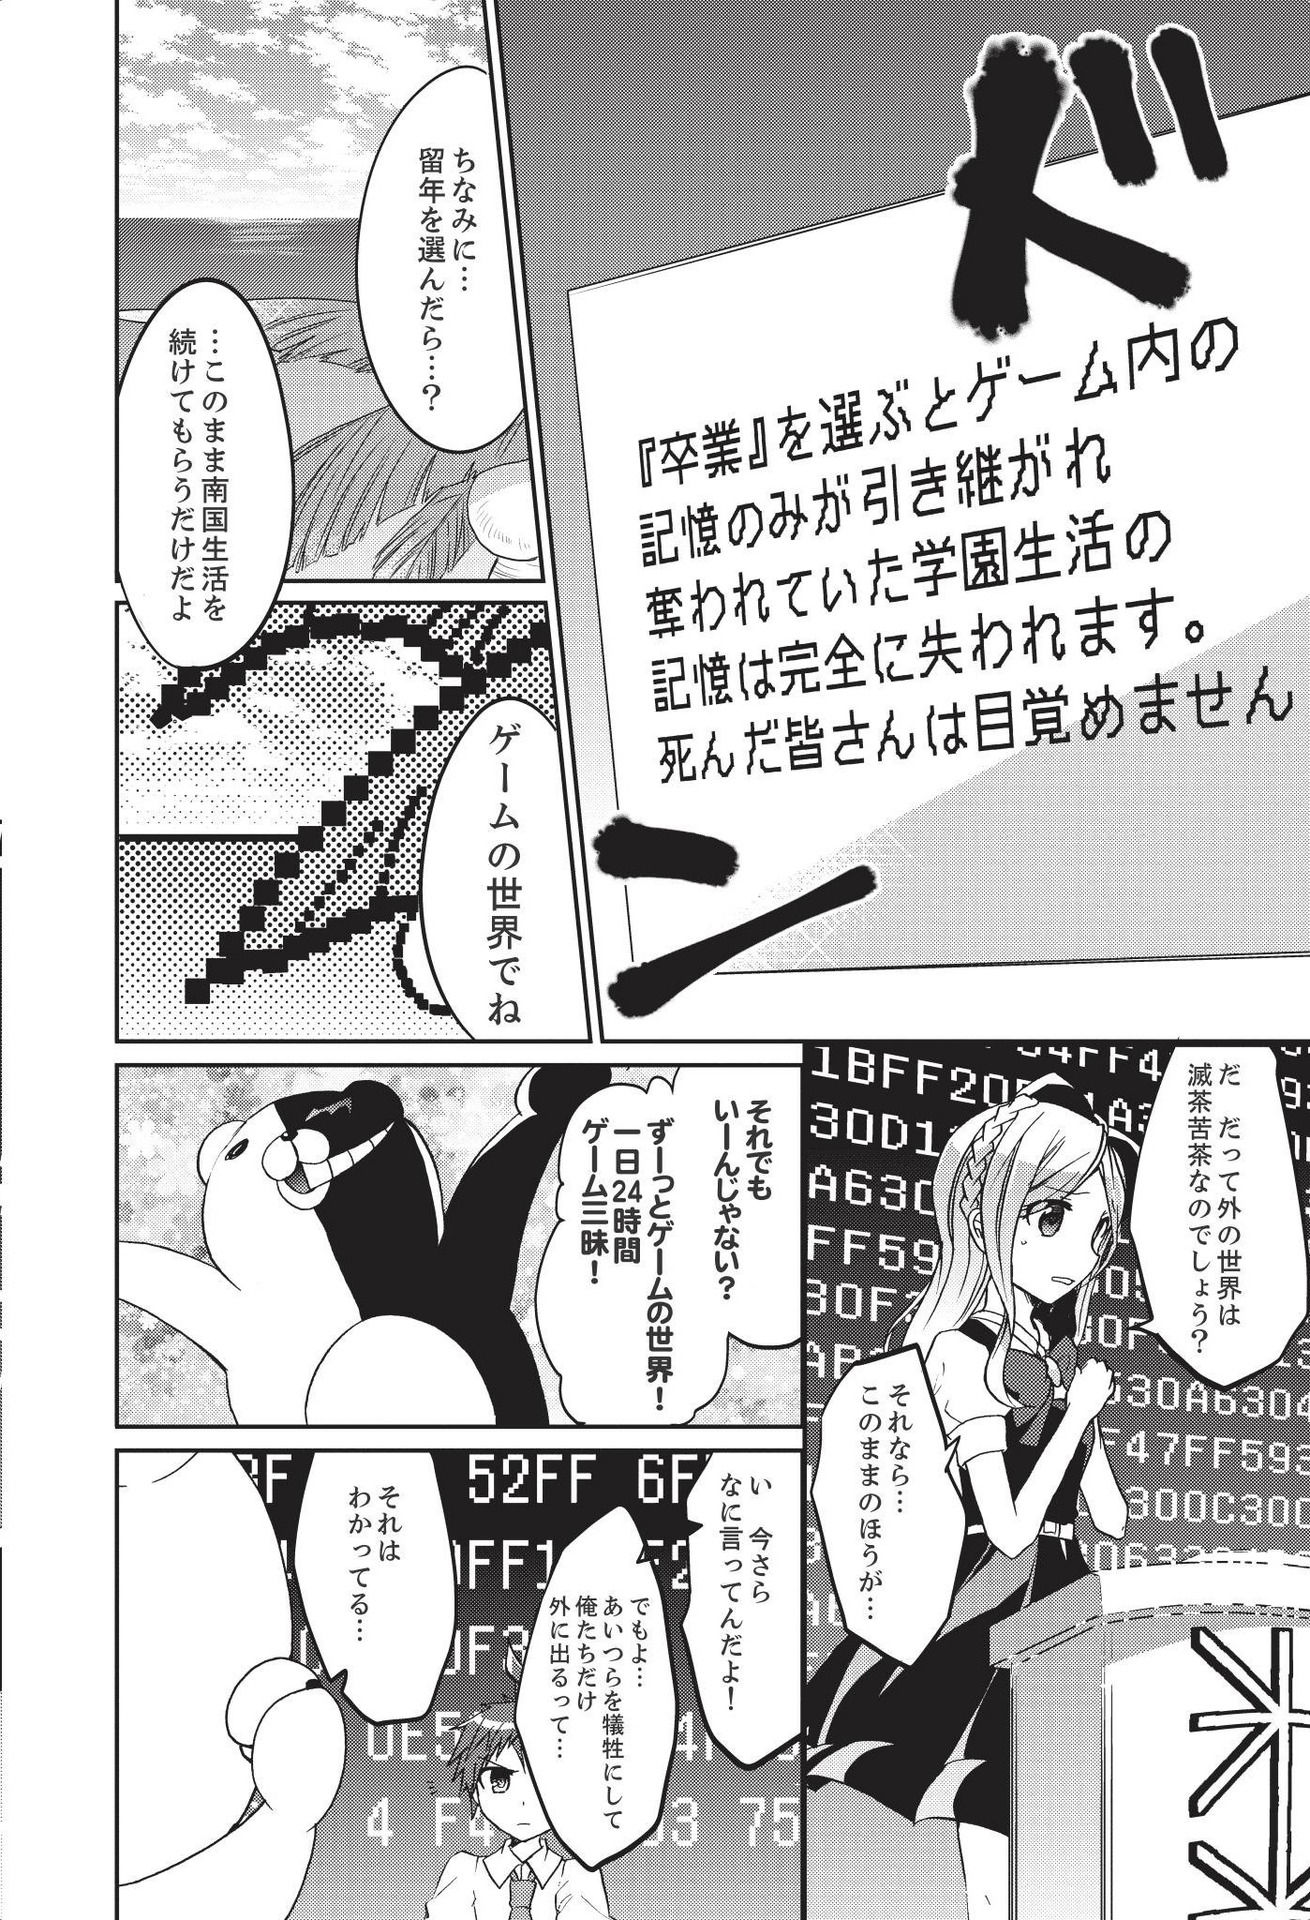 ドンッ
『卒業』を選ぶとゲーム内の
記憶のみが引き継がれ
奪われていた学園生活の
記憶は完全に失われます。
死んだ皆さんは目覚めません
ちなみに…
留年を選んだら…?
…このまま南国生活を
続けてもらうだけだよ
ゲームの世界でね
だ だって外の世界は
滅茶苦茶なのでしょう?
それなら…
このままのほうが…
それでも
いーんじゃない?
ずーっとゲームの世界!
一日24時間
ゲーム三昧!
い 今さら
なに言ってんだよ!
でもよ…
あいつらを犠牲にして
俺たちだけ
外に出るって…
それは
わかってる…
1BFF20
30D1
A630
FF59
30F
30A6304
F47FF593
300C300
52FF 6F